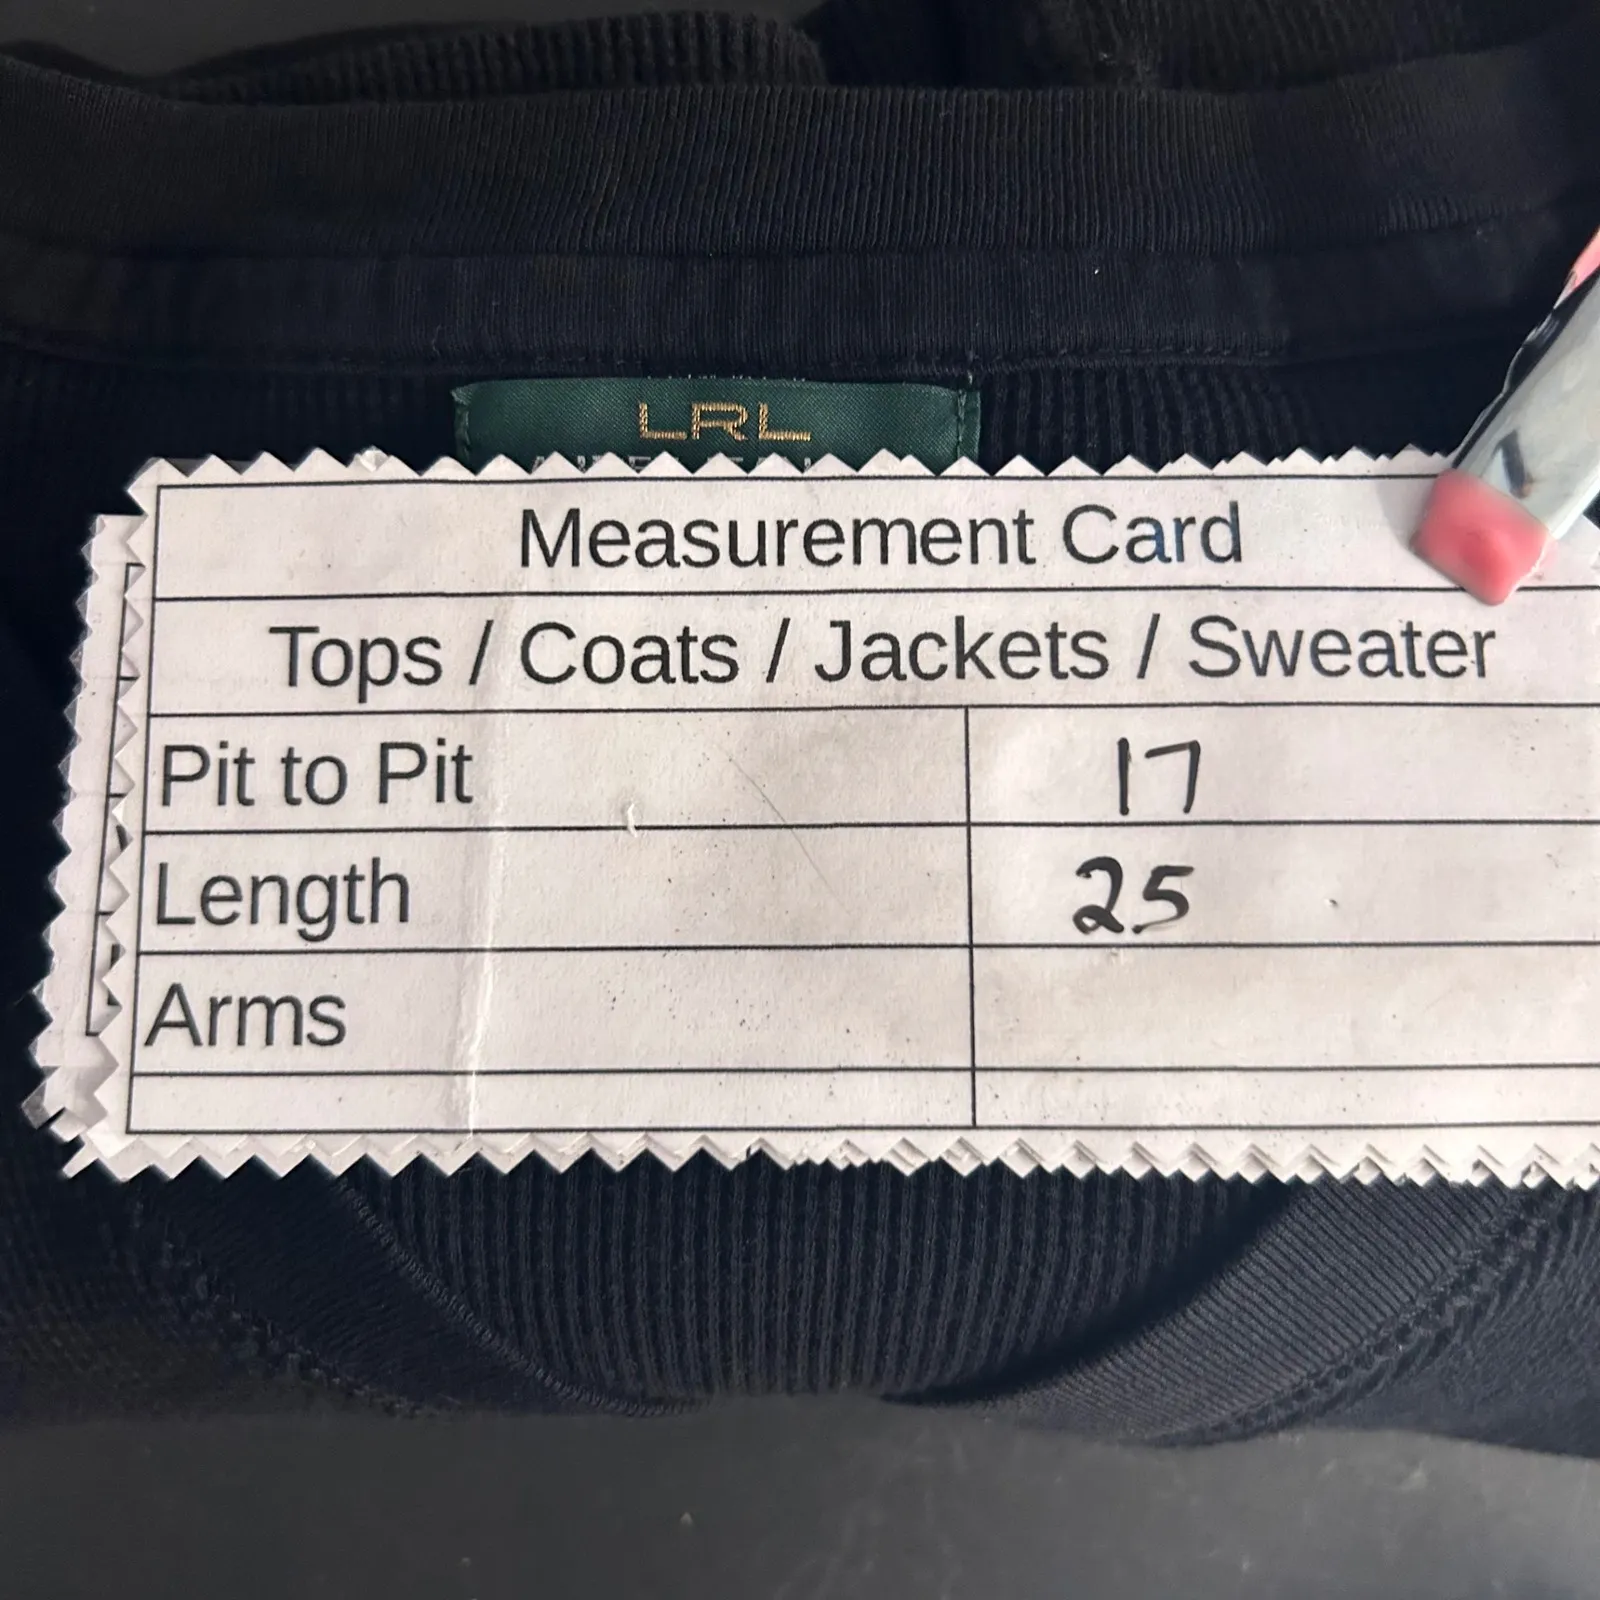 LRL
Measurement Card
Tops / Coats / Jackets / Sweater
Pit to Pit 17
Length 25
Arms